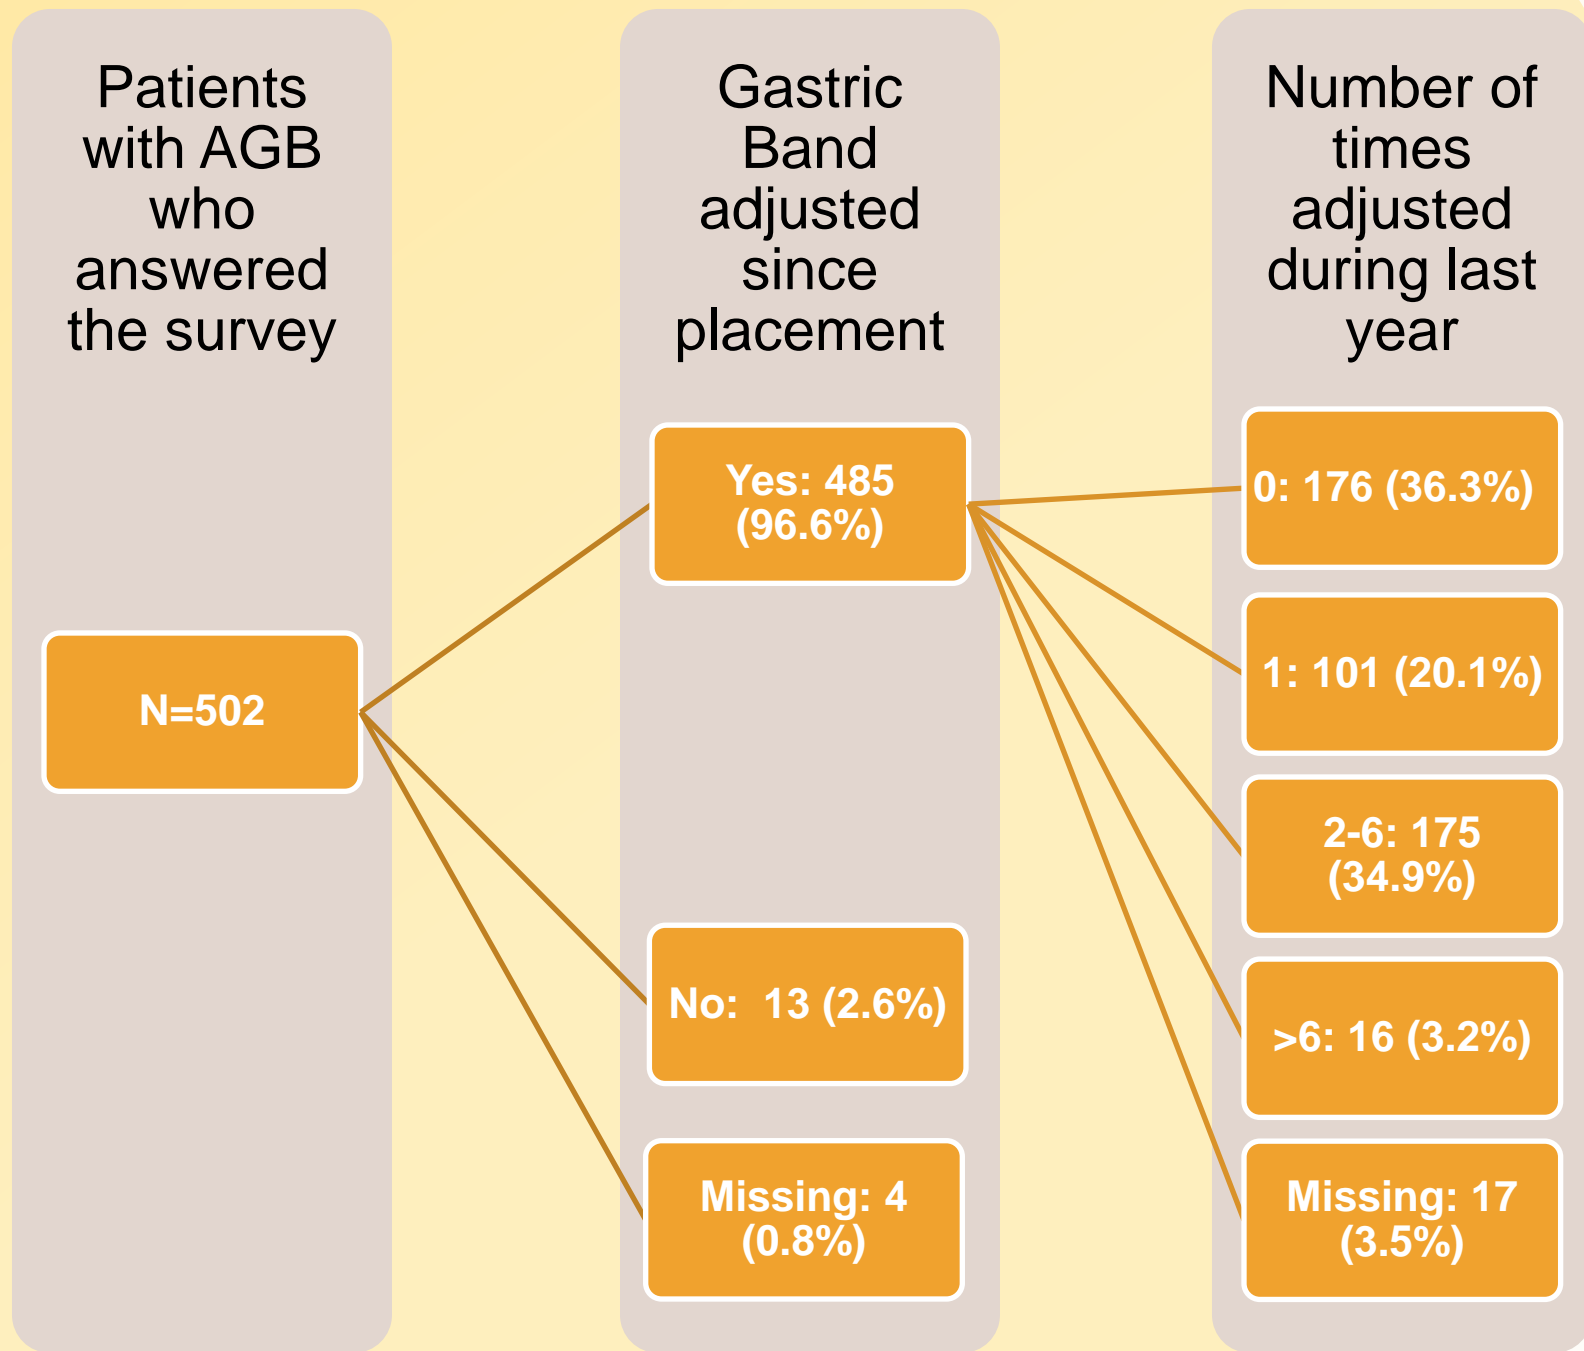 Patients
with AGB
who
answered
the survey
N=502
Gastric
Band
adjusted
since
placement
Yes: 485
(96.6%)
No:  13 (2.6%)
Missing: 4
(0.8%)
Number of
times
adjusted
during last
year
0: 176 (36.3%)
1: 101 (20.1%)
2-6: 175
(34.9%)
>6: 16 (3.2%)
Missing: 17
(3.5%)